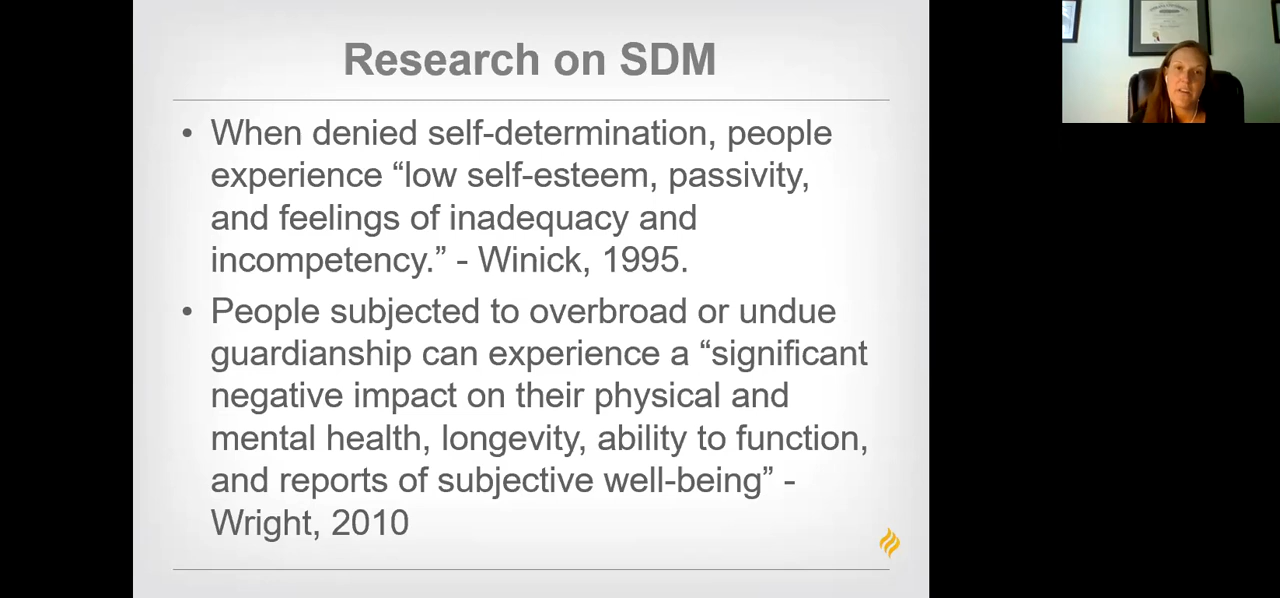 Research on SDM
• When denied self-determination, people
experience “low self-esteem, passivity,
and feelings of inadequacy and
incompetency.” - Winick, 1995.
• People subjected to overbroad or undue
guardianship can experience a “significant
negative impact on their physical and
mental health, longevity, ability to function,
and reports of subjective well-being” -
Wright, 2010